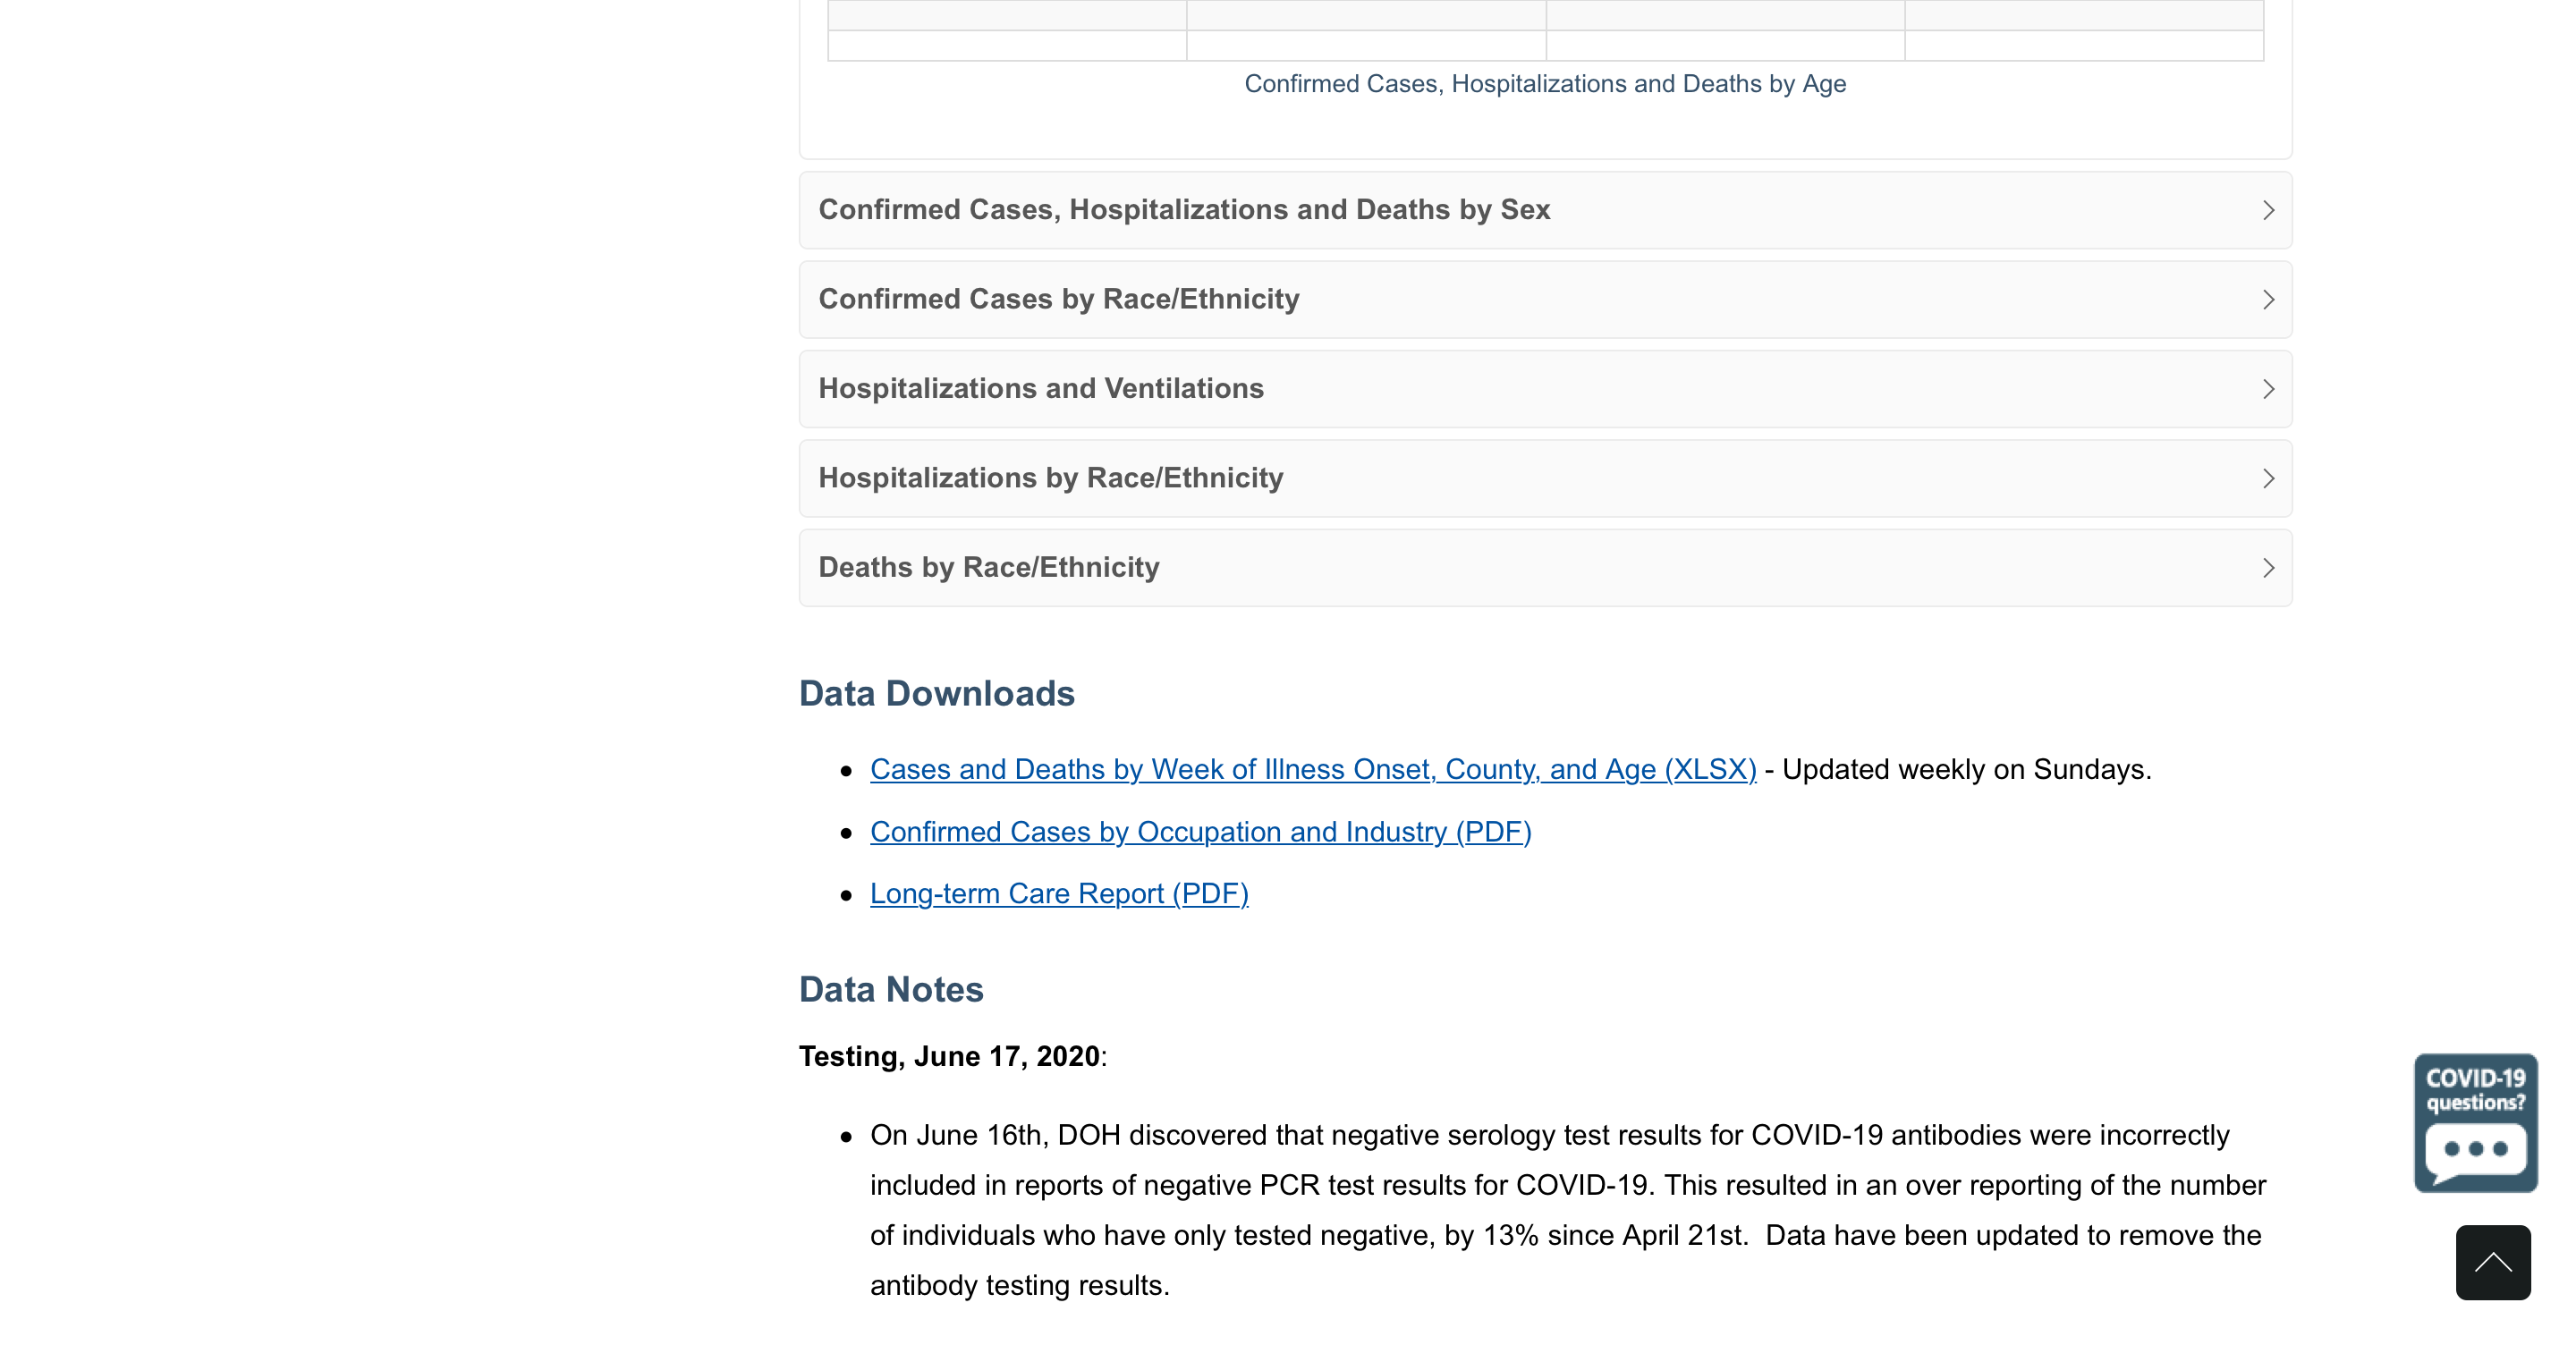 Confirmed Cases, Hospitalizations and Deaths by Age
Confirmed Cases, Hospitalizations and Deaths by Sex
Confirmed Cases by Race/Ethnicity
Hospitalizations and Ventilations
Hospitalizations by Race/Ethnicity
Deaths by Race/Ethnicity
Data Downloads
Cases and Deaths by Week of Illness Onset, County, and Age (XLSX) - Updated weekly on Sundays.
Confirmed Cases by Occupation and Industry (PDF)
Long-term Care Report (PDF)
Data Notes
Testing, June 17, 2020:
On June 16th, DOH discovered that negative serology test results for COVID-19 antibodies were incorrectly
included in reports of negative PCR test results for COVID-19. This resulted in an over reporting of the number
of individuals who have only tested negative, by 13% since April 21st.  Data have been updated to remove the
antibody testing results.
COVID-19
questions?